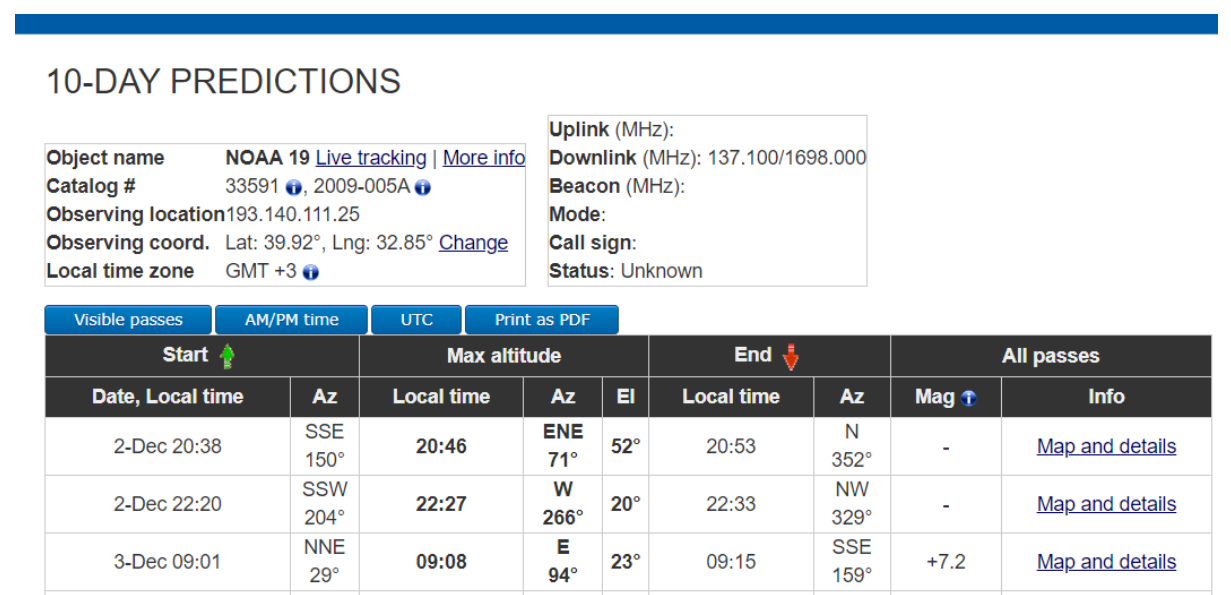 10-DAY PREDICTIONS
Object name NOAA 19 Live tracking | More info
Catalog # 33591 , 2009-005A
Observing location193.140.111.25
Observing coord. Lat: 39.92°, Lng: 32.85° Change
Local time zone GMT +3
Uplink (MHz):
Downlink (MHz): 137.100/1698.000
Beacon (MHz):
Mode:
Call sign:
Status: Unknown
Visible passes AM/PM time UTC Print as PDF
Start Max altitude End All passes
Date, Local time Az Local time Az El Local time Az Mag Info
2-Dec 20:38 SSE 150° 20:46 ENE 71° 52° 20:53 N 352° - Map and details
2-Dec 22:20 SSW 204° 22:27 W 266° 20° 22:33 NW 329° - Map and details
3-Dec 09:01 NNE 29° 09:08 E 94° 23° 09:15 SSE 159° +7.2 Map and details